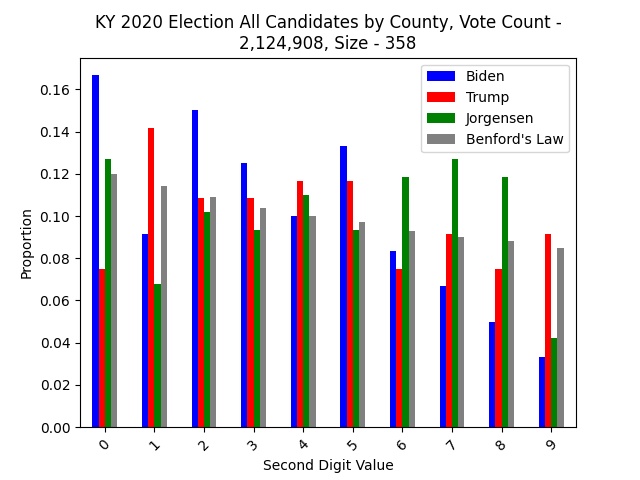 KY 2020 Election All Candidates by County, Vote Count -
2,124,908, Size - 358
Biden
Trump
Jorgensen
Benford's Law
Proportion
0.16
0.14
0.12
0.10
0.08
0.06
0.04
0.02
0.00
0 1 2 3 4 5 6 7 8 9
Second Digit Value